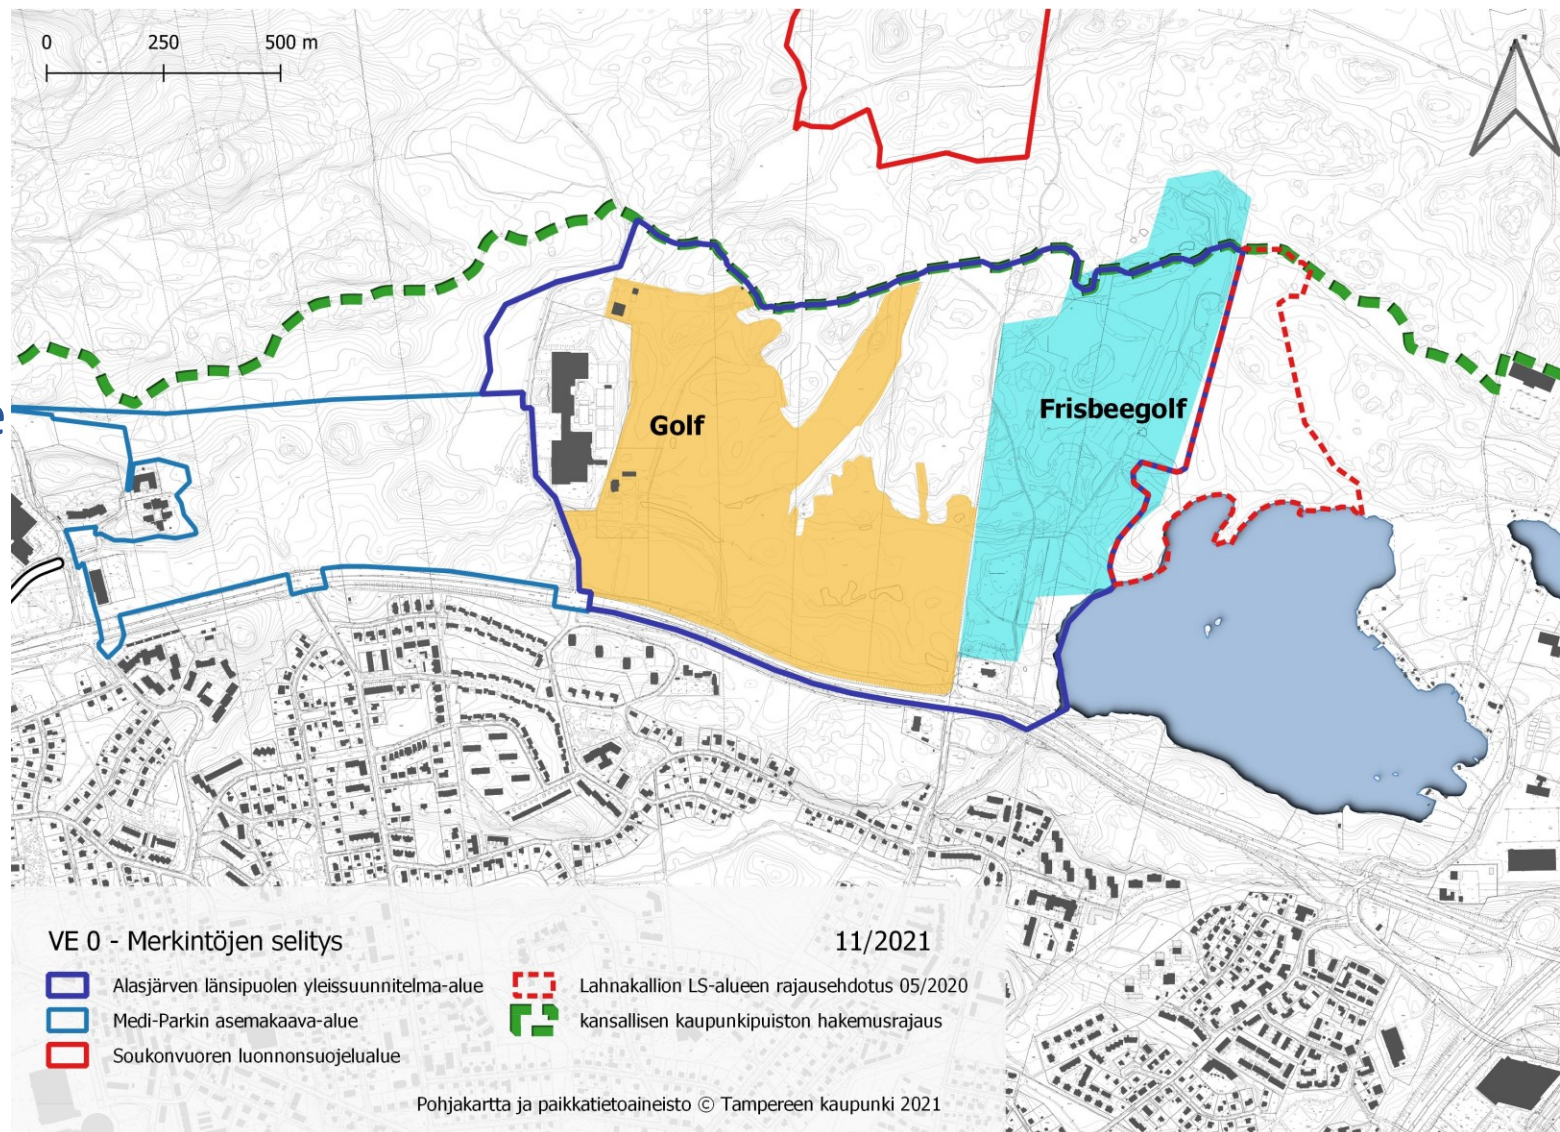 0 250 500 m
e
Golf
Frisbeegolf
VE 0 - Merkintöjen selitys 11/2021
Alasjärven länsipuolen yleissuunnitelma-alue
Medi-Parkin asemakaava-alue
Soukonvuoren luonnonsuojelualue
Lahnakallion LS-alueen rajausehdotus 05/2020
kansallisen kaupunkipuiston hakemusrajaus
Pohjakartta ja paikkatietoaineisto © Tampereen kaupunki 2021